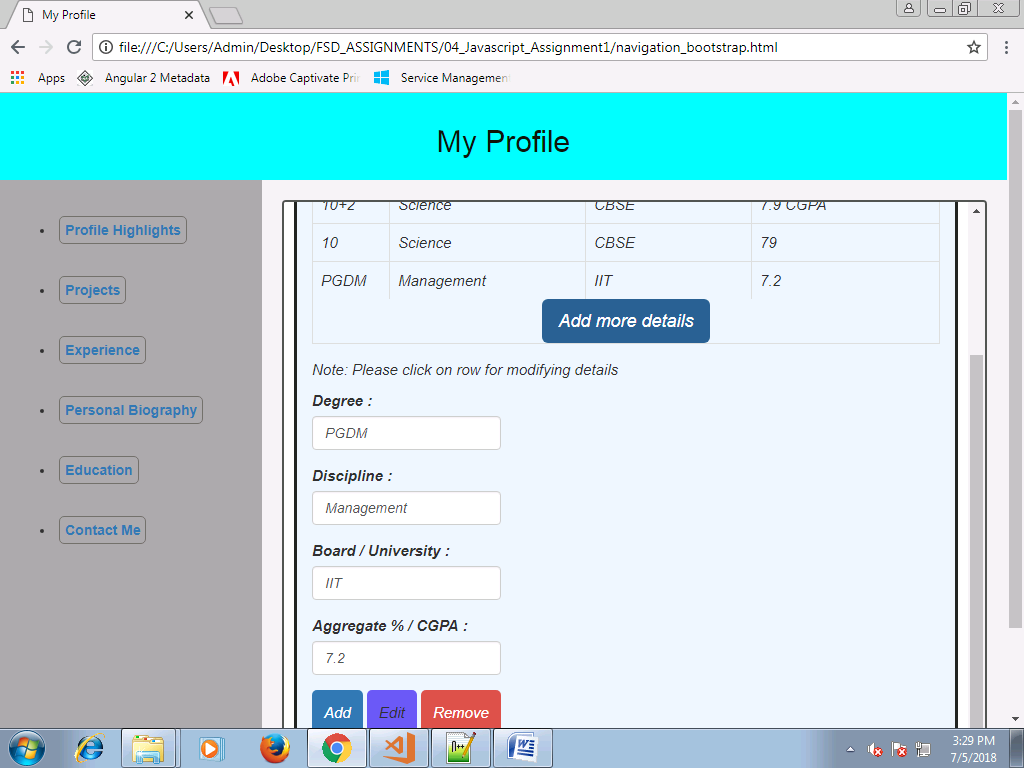 My Profile
file:///C:/Users/Admin/Desktop/FSD_ASSIGNMENTS/04_Javascript_Assignment1/navigation_bootstrap.html
Apps Angular 2 Metadata Adobe Captivate Pri Service Management
My Profile
Profile Highlights
Projects
Experience
Personal Biography
Education
Contact Me
10+2 Science CBSE 7.9 CGPA
10 Science CBSE 79
PGDM Management IIT 7.2
Add more details
Note: Please click on row for modifying details
Degree :
PGDM
Discipline :
Management
Board / University :
IIT
Aggregate % / CGPA :
7.2
Add Edit Remove
3:29 PM
7/5/2018